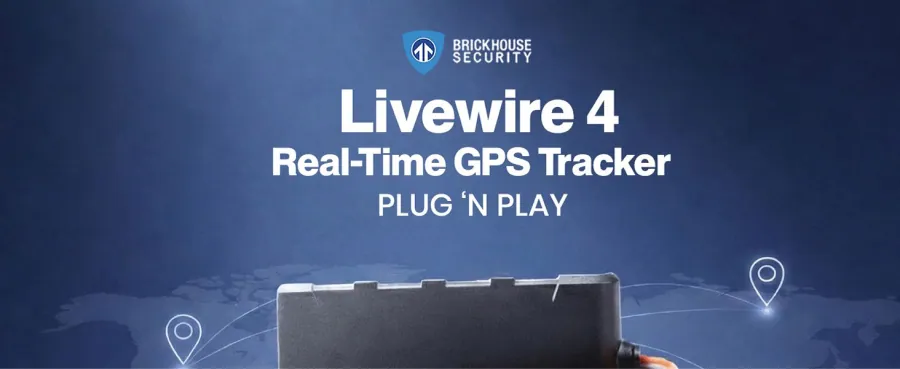 BRICKHOUSE
SECURITY
Livewire 4
Real-Time GPS Tracker
PLUG ‘N PLAY